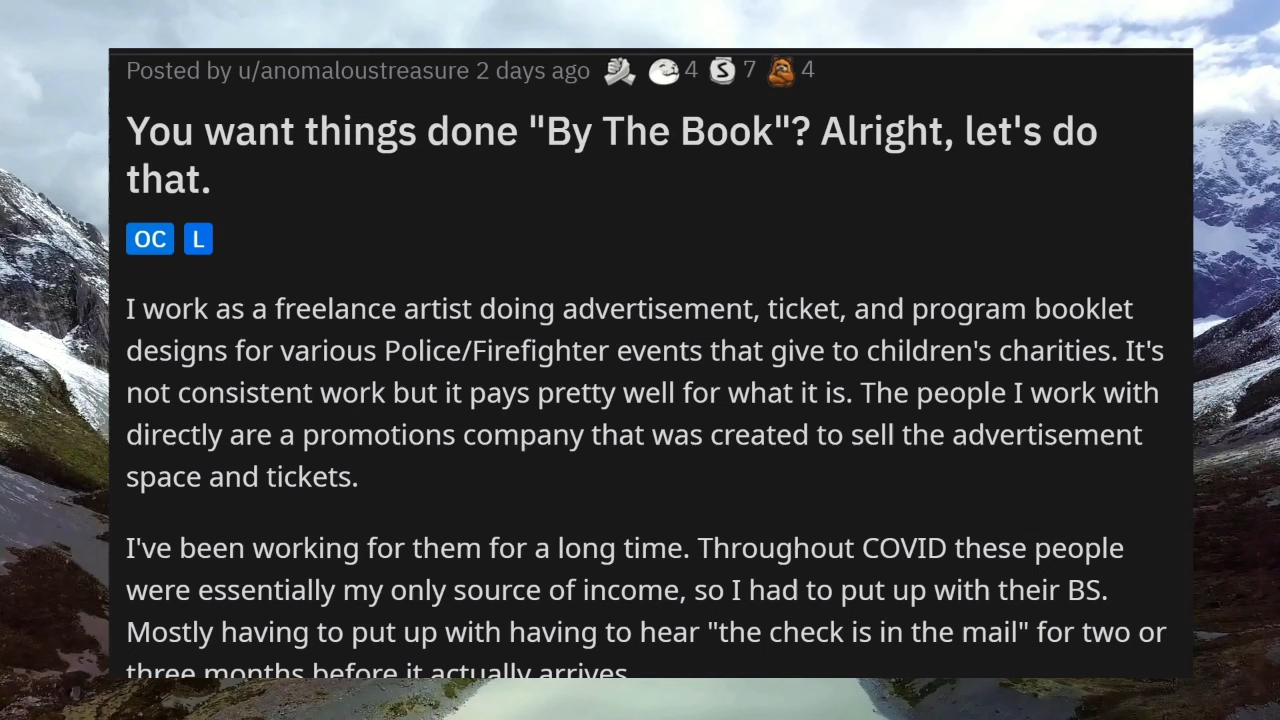 Posted by u/anomaloustreasure 2 days ago 4 7 4
You want things done "By The Book"? Alright, let's do
that.
OC L
I work as a freelance artist doing advertisement, ticket, and program booklet
designs for various Police/Firefighter events that give to children's charities. It's
not consistent work but it pays pretty well for what it is. The people I work with
directly are a promotions company that was created to sell the advertisement
space and tickets.
I've been working for them for a long time. Throughout COVID these people
were essentially my only source of income, so I had to put up with their BS.
Mostly having to put up with having to hear "the check is in the mail" for two or
three months before it actually arrives.